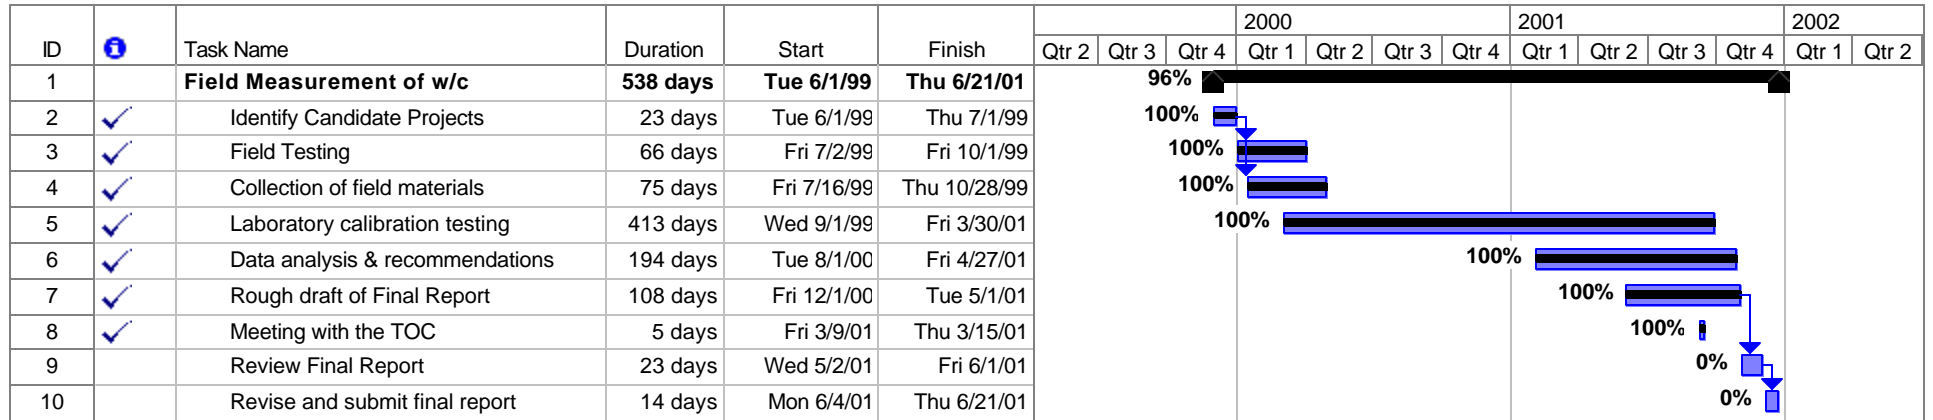 2000 2001 2002
ID i Task Name Duration Start Finish Qtr 2 Qtr 3 Qtr 4 Qtr 1 Qtr 2 Qtr 3 Qtr 4 Qtr 1 Qtr 2 Qtr 3 Qtr 4 Qtr 1 Qtr 2
1 Field Measurement of w/c 538 days Tue 6/1/99 Thu 6/21/01 96%
2 Identify Candidate Projects 23 days Tue 6/1/99 Thu 7/1/99 100%
3 Field Testing 66 days Fri 7/2/99 Fri 10/1/99 100%
4 Collection of field materials 75 days Fri 7/16/99 Thu 10/28/99 100%
5 Laboratory calibration testing 413 days Wed 9/1/99 Fri 3/30/01 100%
6 Data analysis & recommendations 194 days Tue 8/1/00 Fri 4/27/01 100%
7 Rough draft of Final Report 108 days Fri 12/1/00 Tue 5/1/01 100%
8 Meeting with the TOC 5 days Fri 3/9/01 Thu 3/15/01 100%
9 Review Final Report 23 days Wed 5/2/01 Fri 6/1/01 0%
10 Revise and submit final report 14 days Mon 6/4/01 Thu 6/21/01 0%